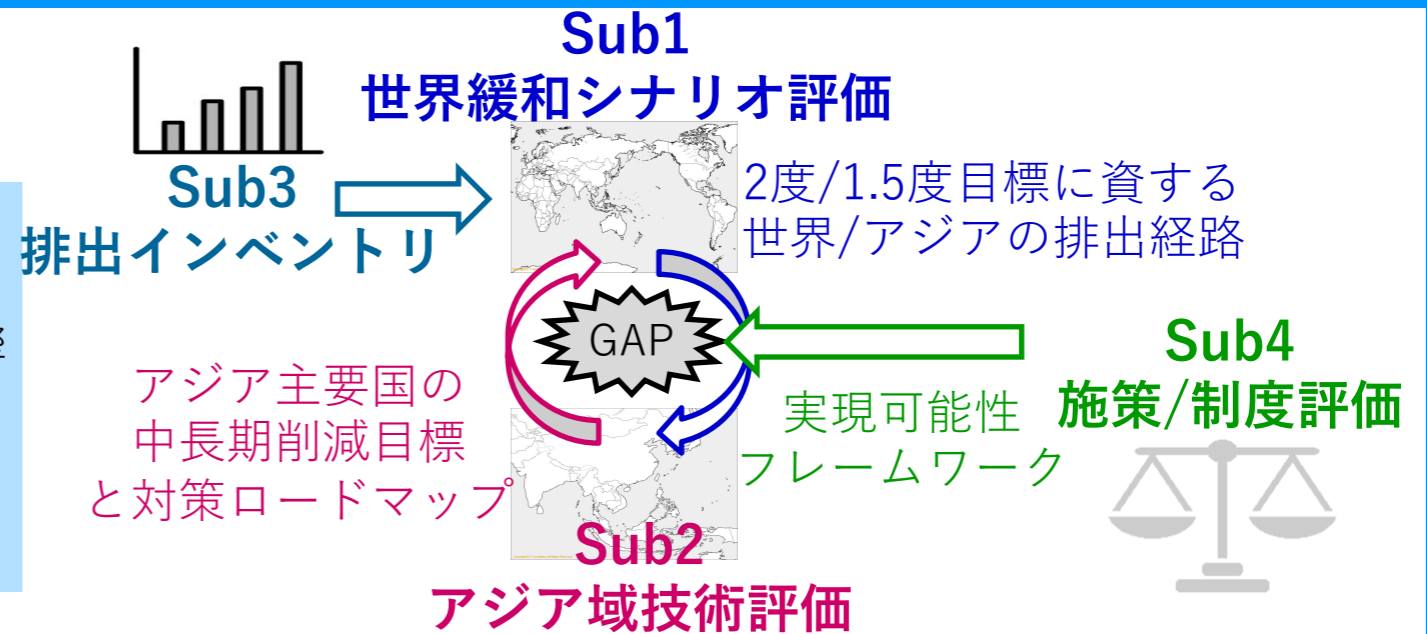 Sub1
世界緩和シナリオ評価
Sub3
排出インベントリ
2度/1.5度目標に資する
世界/アジアの排出経路
GAP
Sub4
施策/制度評価
実現可能性
フレームワーク
アジア主要国の
中長期削減目標
と対策ロードマップ
Sub2
アジア域技術評価